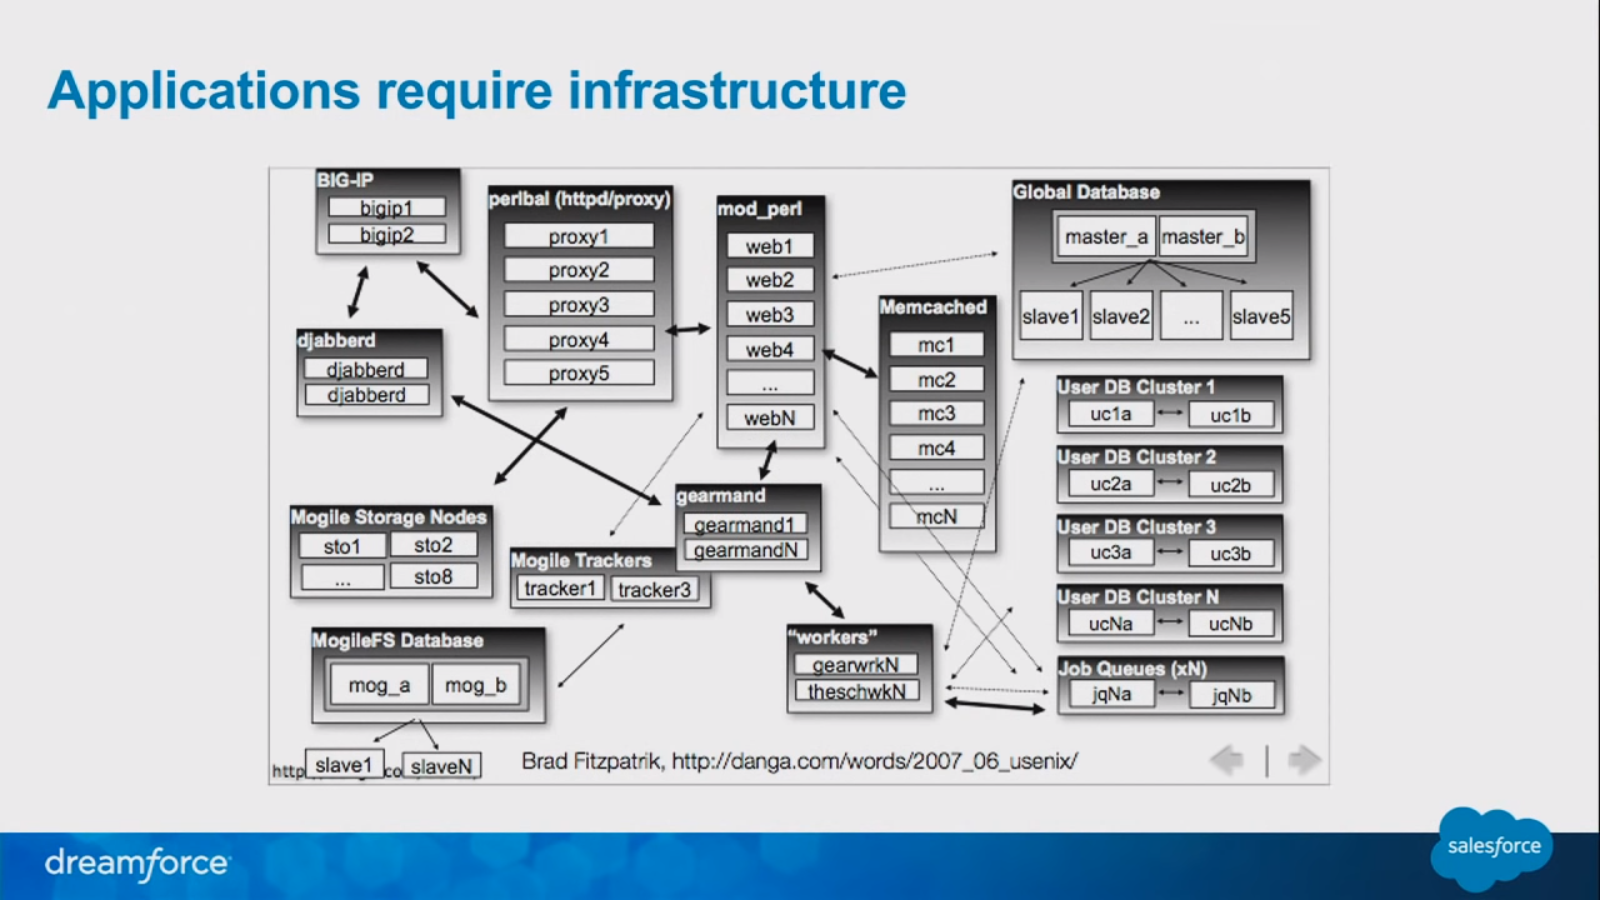 Applications require infrastructure
BIG-IP
bigip1
bigip2
perlbal (httpd/proxy)
proxy1
proxy2
proxy3
proxy4
proxy5
mod_perl
web1
web2
web3
web4
...
webN
Global Database
master_a master_b
slave1 slave2 ... slave5
Memcached
mc1
mc2
mc3
mc4
...
mcN
djabberd
djabberd
djabberd
User DB Cluster 1
uc1a uc1b
User DB Cluster 2
uc2a uc2b
User DB Cluster 3
uc3a uc3b
User DB Cluster N
ucNa ucNb
Job Queues (xN)
jqNa jqNb
gearmand
gearmand1
gearmandN
Mogile Storage Nodes
sto1 sto2
... sto8
Mogile Trackers
tracker1 tracker3
MogileFS Database
mog_a mog_b
slave1 slaveN
“workers”
gearwrkN
theschwkN
Brad Fitzpatrik, http://danga.com/words/2007_06_usenix/
dreamforce
salesforce